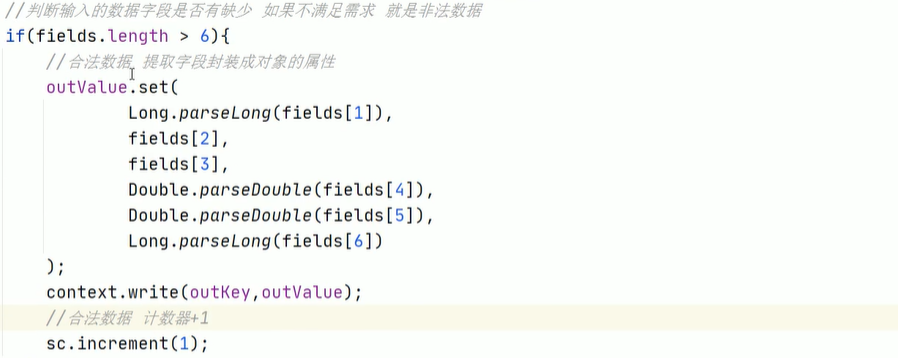 //判断输入的数据字段是否有缺少 如果不满足需求 就是非法数据
if(fields.length > 6){
//合法数据 提取字段封装成对象的属性
outValue.set(
Long.parseLong(fields[1]),
fields[2],
fields[3],
Double.parseDouble(fields[4]),
Double.parseDouble(fields[5]),
Long.parseLong(fields[6])
);
context.write(outKey,outValue);
//合法数据 计数器+1
sc.increment(1);